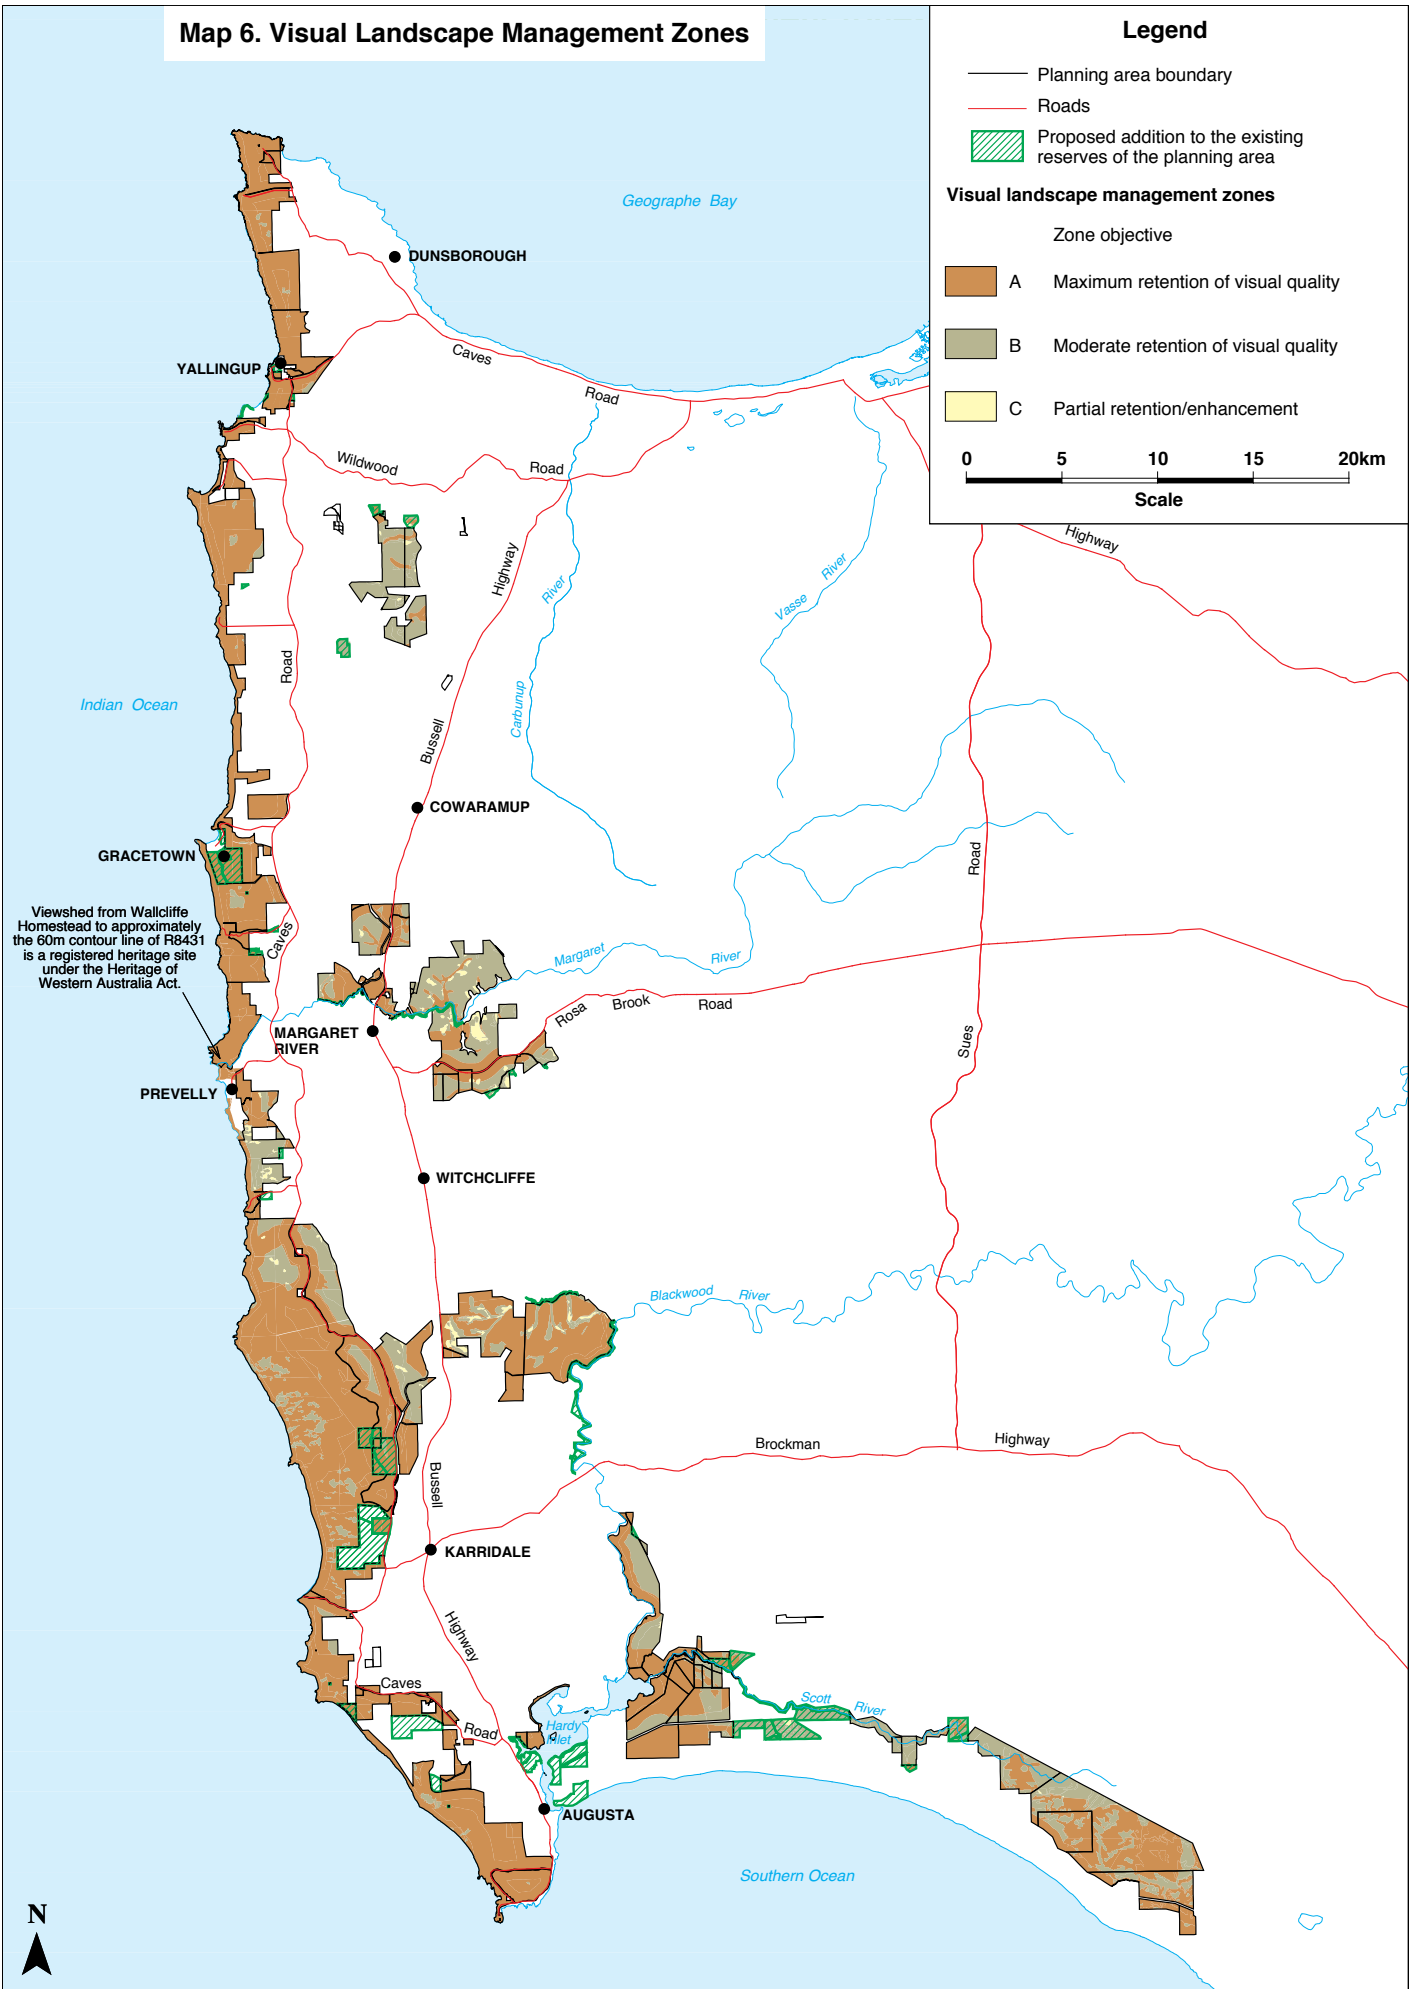 Map 6. Visual Landscape Management Zones
Legend
Planning area boundary
Roads
Proposed addition to the existing
reserves of the planning area
Visual landscape management zones
Zone objective
A Maximum retention of visual quality
B Moderate retention of visual quality
C Partial retention/enhancement
0 5 10 15 20km
Scale
Geographe Bay
DUNSBOROUGH
YALLINGUP
Caves
Road
Wildwood
Road
Highway
Highway
River
River
Vasse
Road
Indian Ocean
Carbunup
Bussell
COWARAMUP
GRACETOWN
Road
Viewshed from Wallcliffe
Homestead to approximately
the 60m contour line of R8431
is a registered heritage site
under the Heritage of
Western Australia Act.
Caves
Margaret
River
Rosa
Brook
Road
MARGARET
RIVER
Sues
PREVELLY
WITCHCLIFFE
Blackwood
River
Brockman
Highway
Bussell
KARRIDALE
Highway
Caves
Road
Hardy
Inlet
Scott
River
AUGUSTA
Southern Ocean
N